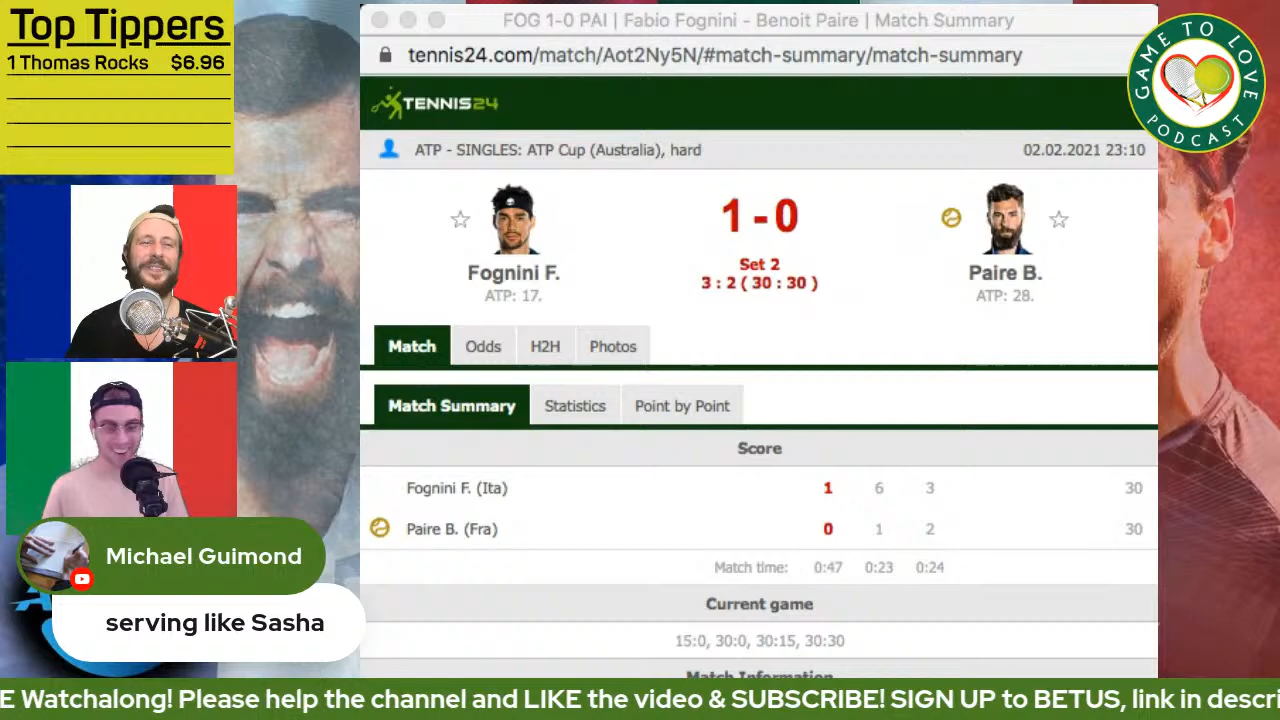 Top Tippers
1 Thomas Rocks $6.96
FOG 1-0 PAI | Fabio Fognini - Benoit Paire | Match Summary
tennis24.com/match/Aot2Ny5N/#match-summary/match-summary
TENNIS24
GAME TO LOVE
PODCAST
ATP - SINGLES: ATP Cup (Australia), hard
02.02.2021 23:10
1 - 0
Set 2
3 : 2 ( 30 : 30 )
Fognini F.
ATP: 17.
Paire B.
ATP: 28.
Match Odds H2H Photos
Match Summary Statistics Point by Point
Score
Fognini F. (Ita) 1 6 3 30
Paire B. (Fra) 0 1 2 30
Match time: 0:47 0:23 0:24
Current game
15:0, 30:0, 30:15, 30:30
Match Information
Michael Guimond
serving like Sasha
E Watchalong! Please help the channel and LIKE the video & SUBSCRIBE! SIGN UP to BETUS, link in descri